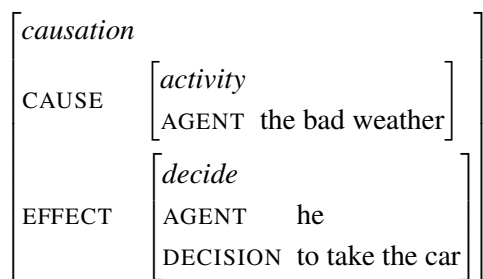 causation
CAUSE activity
AGENT the bad weather
EFFECT decide
AGENT he
DECISION to take the car